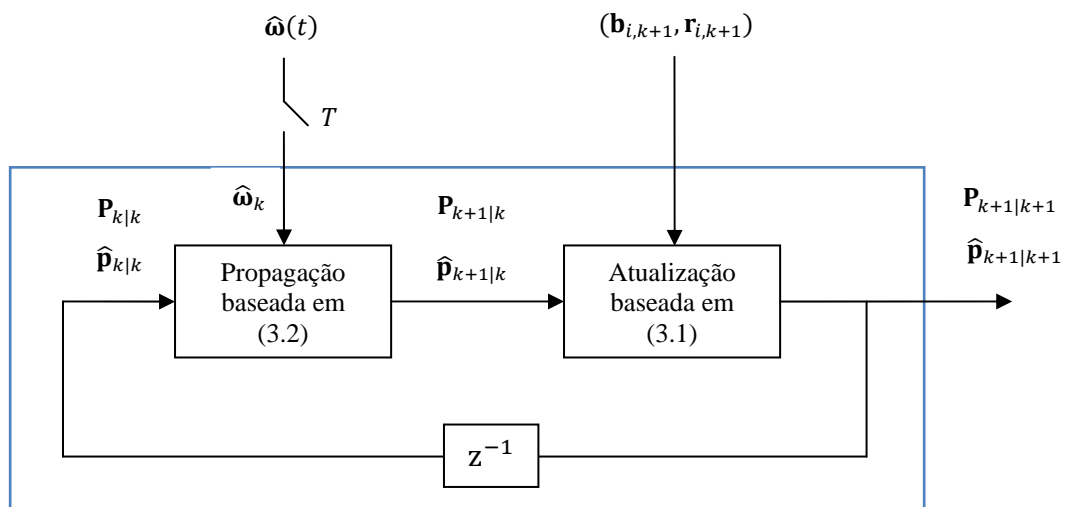 ω̂(t)
(b_{i,k+1}, r_{i,k+1})
T
P_{k|k}
ω̂_k
P_{k+1|k}
P_{k+1|k+1}
p̂_{k|k}
Propagação
baseada em
(3.2)
p̂_{k+1|k}
Atualização
baseada em
(3.1)
p̂_{k+1|k+1}
z⁻¹